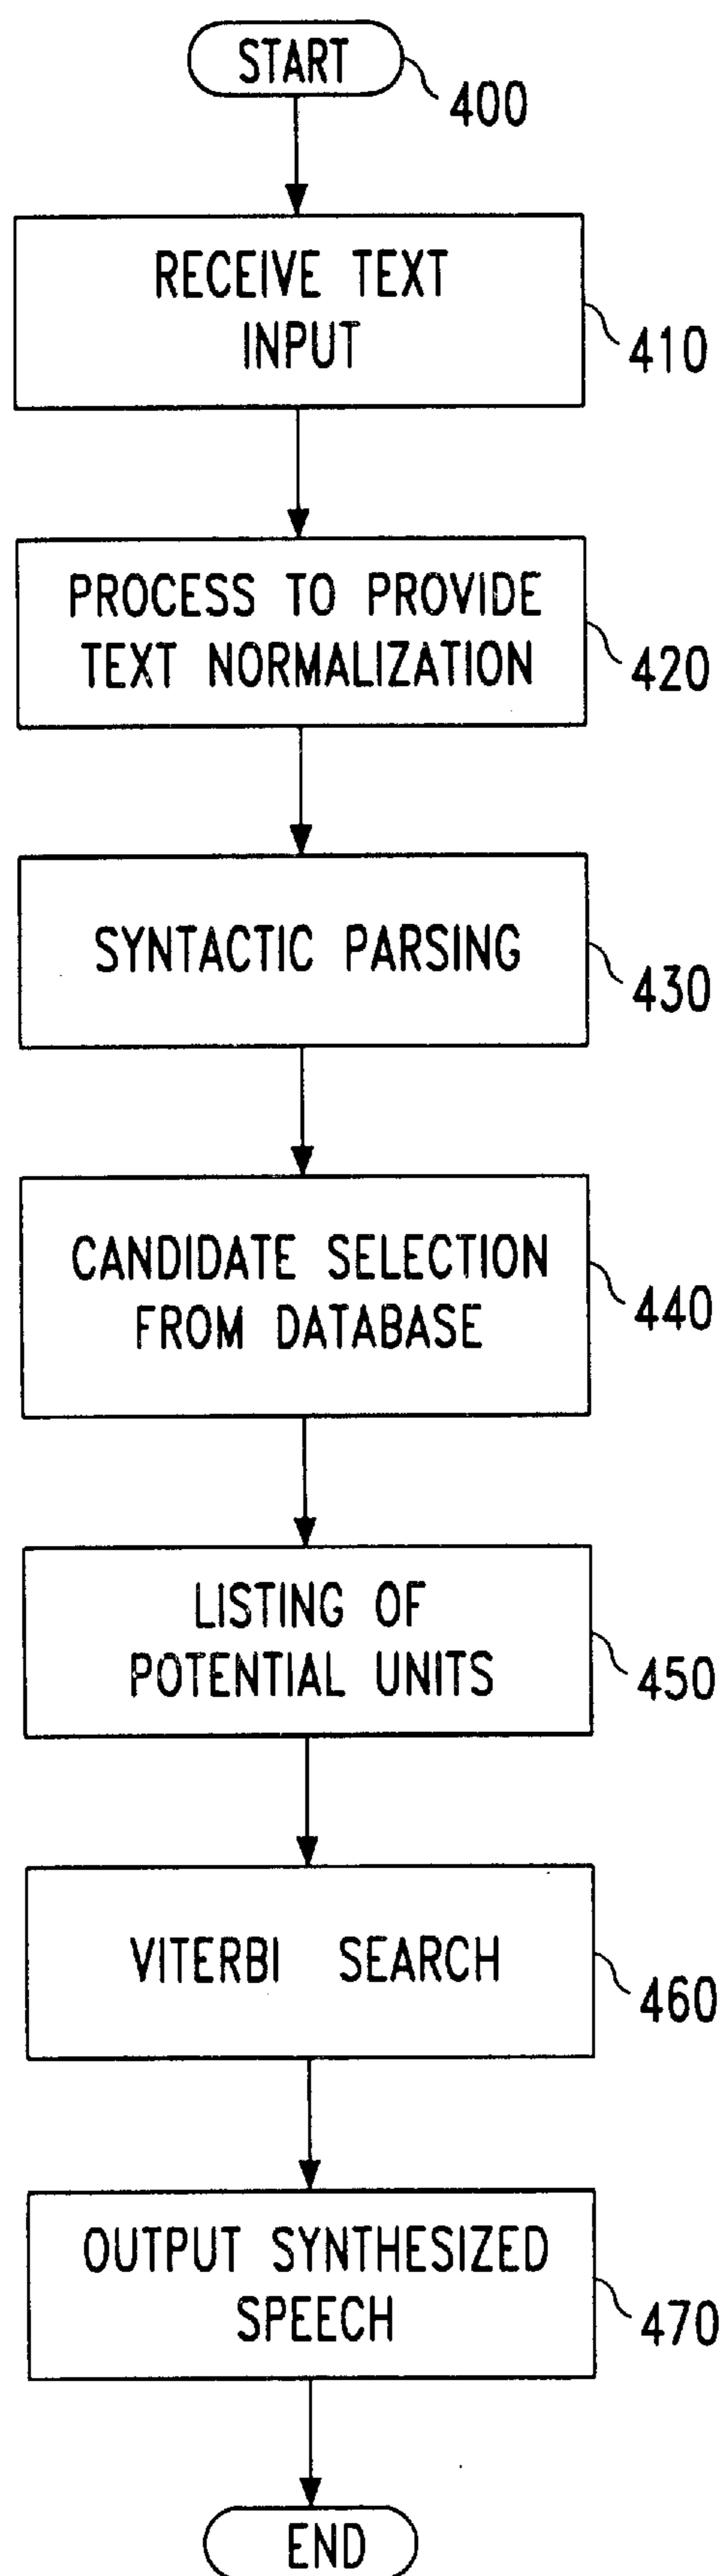 START
400
RECEIVE TEXT
INPUT
410
PROCESS TO PROVIDE
TEXT NORMALIZATION
420
SYNTACTIC PARSING
430
CANDIDATE SELECTION
FROM DATABASE
440
LISTING OF
POTENTIAL UNITS
450
VITERBI SEARCH
460
OUTPUT SYNTHESIZED
SPEECH
470
END